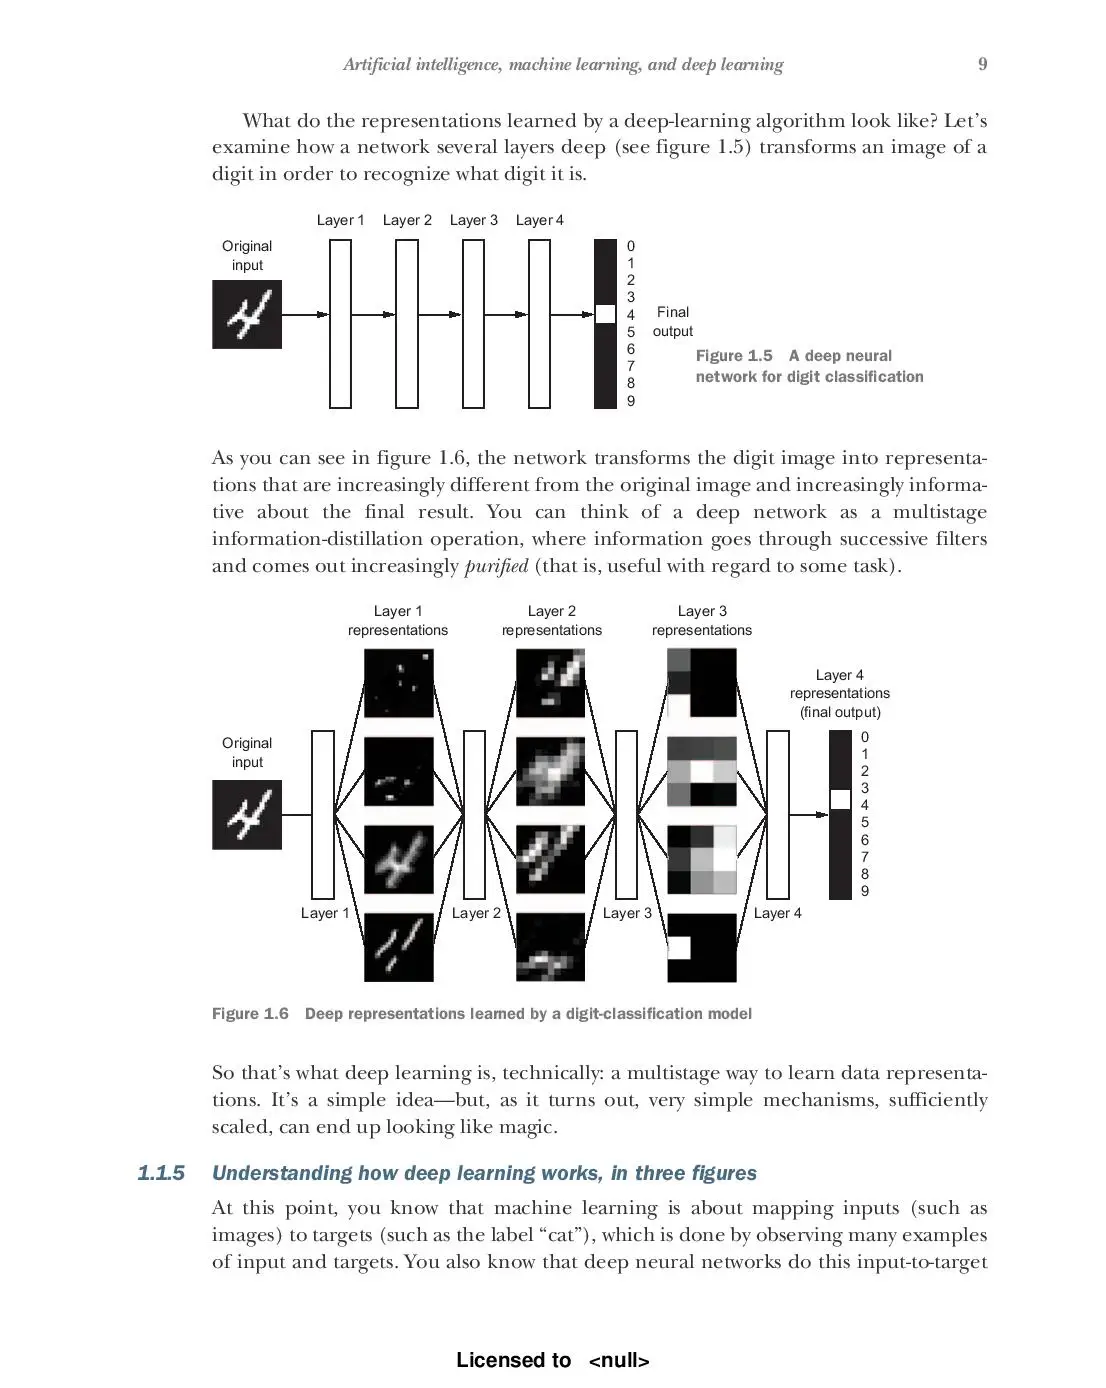 Artificial intelligence, machine learning, and deep learning 9
What do the representations learned by a deep-learning algorithm look like? Let's
examine how a network several layers deep (see figure 1.5) transforms an image of a
digit in order to recognize what digit it is.
Layer 1 Layer 2 Layer 3 Layer 4
Original
input
0
1
2
3
4
5
6
7
8
9
Final
output
Figure 1.5 A deep neural
network for digit classification
As you can see in figure 1.6, the network transforms the digit image into representa-
tions that are increasingly different from the original image and increasingly informa-
tive about the final result. You can think of a deep network as a multistage
information-distillation operation, where information goes through successive filters
and comes out increasingly purified (that is, useful with regard to some task).
Layer 1
representations
Layer 2
representations
Layer 3
representations
Layer 4
representations
(final output)
Original
input
0
1
2
3
4
5
6
7
8
9
Layer 1 Layer 2 Layer 3 Layer 4
Figure 1.6 Deep representations learned by a digit-classification model
So that's what deep learning is, technically: a multistage way to learn data representa-
tions. It's a simple idea—but, as it turns out, very simple mechanisms, sufficiently
scaled, can end up looking like magic.
1.1.5 Understanding how deep learning works, in three figures
At this point, you know that machine learning is about mapping inputs (such as
images) to targets (such as the label “cat”), which is done by observing many examples
of input and targets. You also know that deep neural networks do this input-to-target
Licensed to <null>